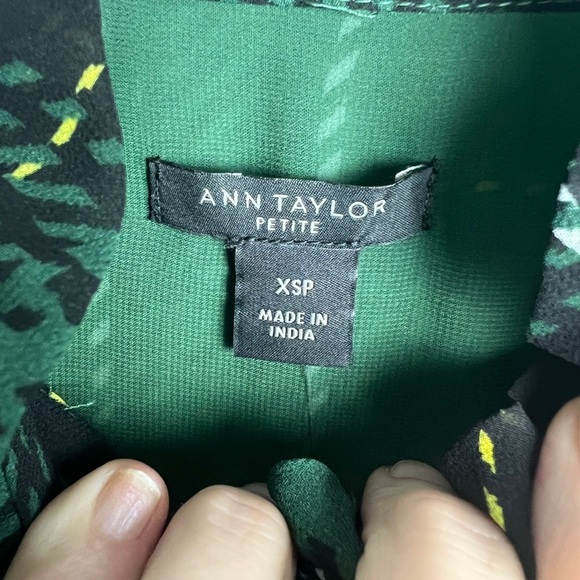 ANN TAYLOR
PETITE
XSP
MADE IN
INDIA